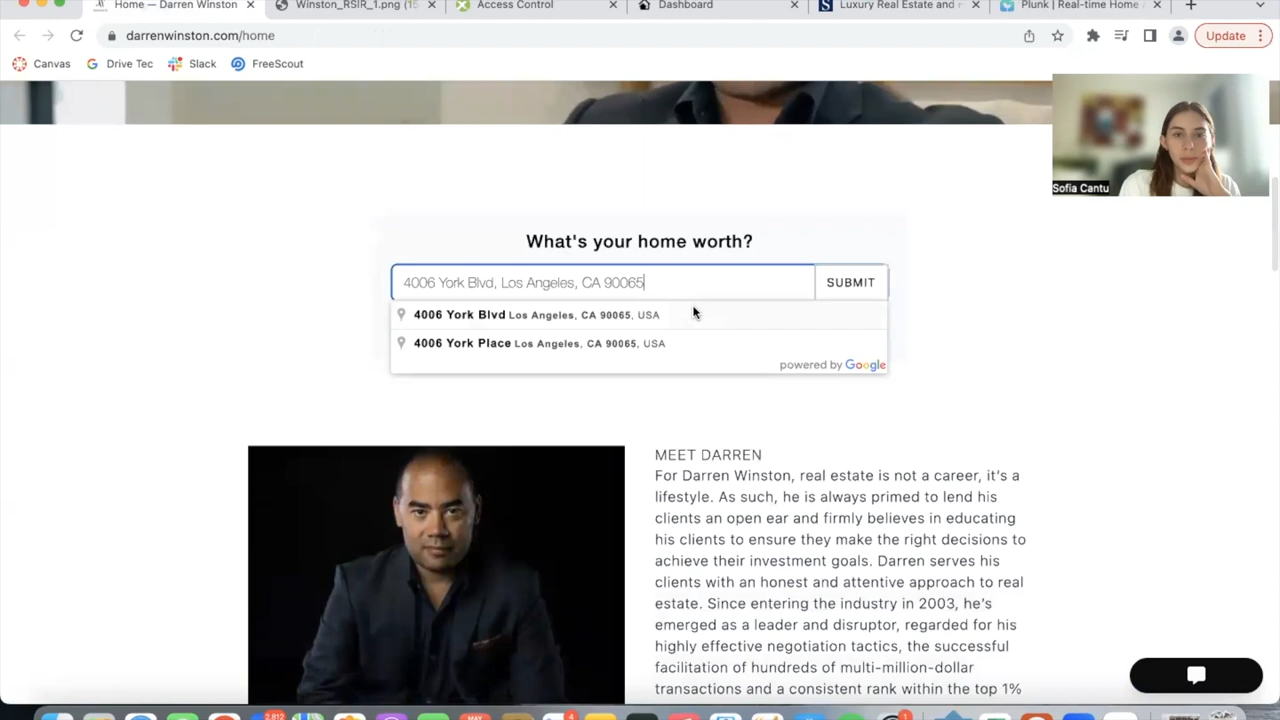 Home — Darren Winston
Winston_RSIR_1.png (15
Access Control
Dashboard
Luxury Real Estate and
Plunk | Real-time Home
darrenwinston.com/home
Update
Canvas
Drive Tec
Slack
FreeScout
Sofia Cantu
What's your home worth?
4006 York Blvd, Los Angeles, CA 90065
SUBMIT
4006 York Blvd Los Angeles, CA 90065, USA
4006 York Place Los Angeles, CA 90065, USA
powered by Google
MEET DARREN
For Darren Winston, real estate is not a career, it's a
lifestyle. As such, he is always primed to lend his
clients an open ear and firmly believes in educating
his clients to ensure they make the right decisions to
achieve their investment goals. Darren serves his
clients with an honest and attentive approach to real
estate. Since entering the industry in 2003, he's
emerged as a leader and disruptor, regarded for his
highly effective negotiation tactics, the successful
facilitation of hundreds of multi-million-dollar
transactions and a consistent rank within the top 1%
2,812
MAY
4
1